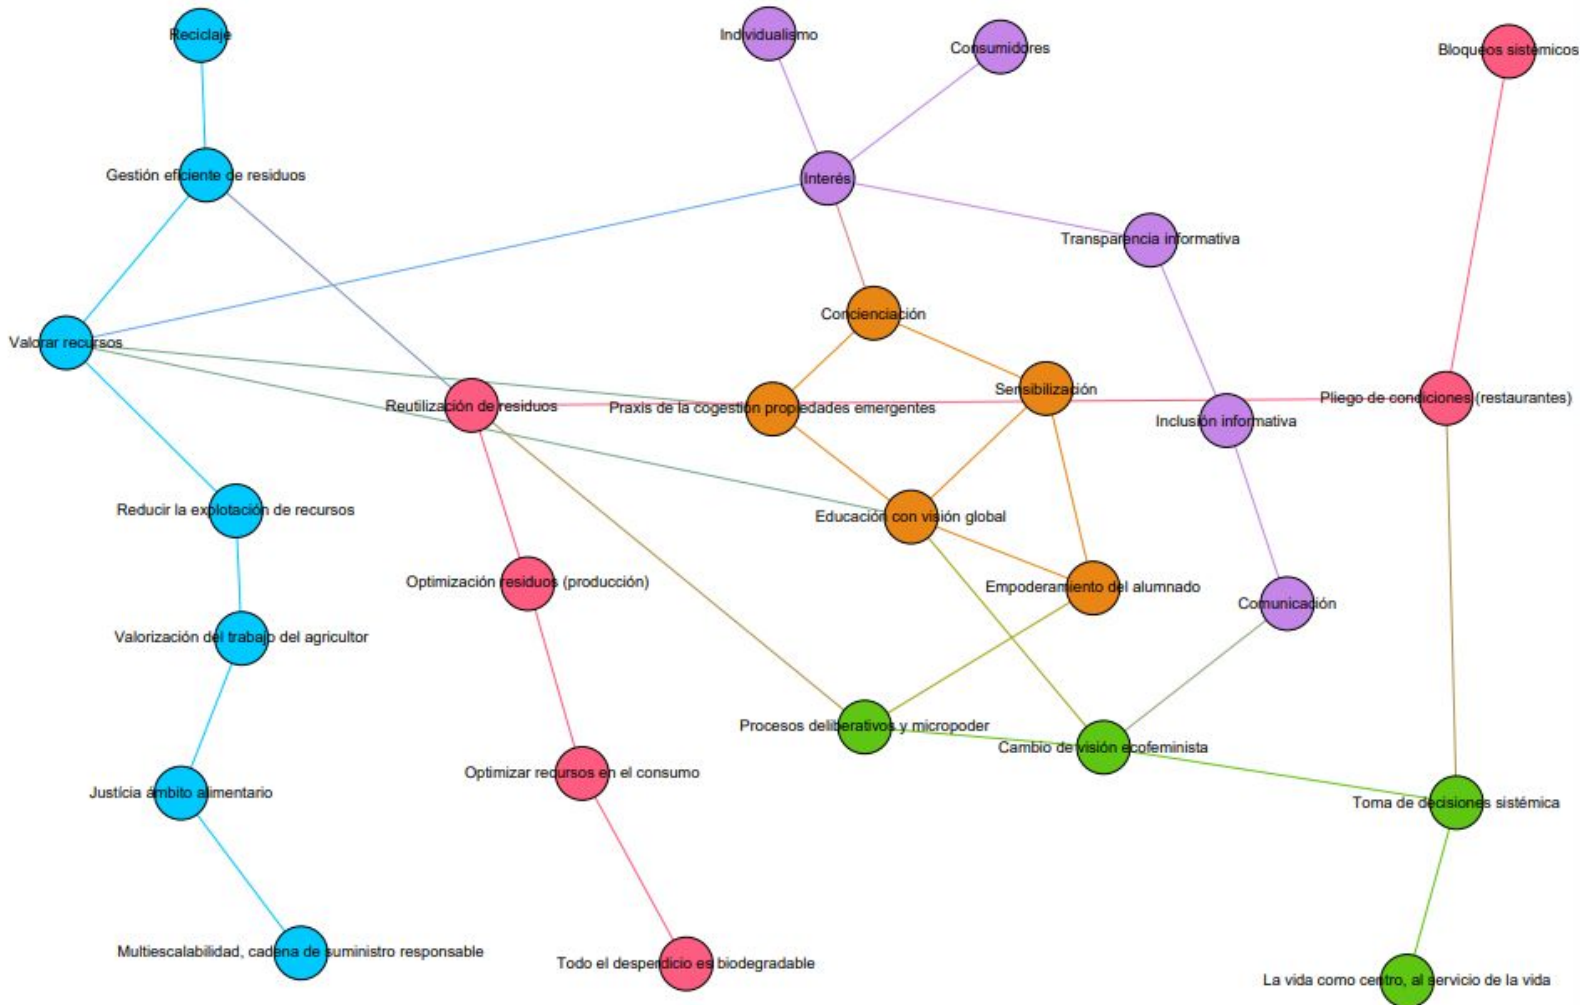 Reciclaje
Individualismo
Consumidores
Bloqueos sistémicos
Gestión eficiente de residuos
Interés
Transparencia informativa
Concienciación
Valorar recursos
Sensibilización
Pliego de condiciones (restaurantes)
Reutilización de residuos
Praxis de la cogestión propiedades emergentes
Inclusión informativa
Reducir la explotación de recursos
Educación con visión global
Optimización residuos (producción)
Empoderamiento del alumnado
Comunicación
Valorización del trabajo del agricultor
Procesos deliberativos y micropoder
Cambio de visión ecofeminista
Optimizar recursos en el consumo
Justícia ámbito alimentario
Toma de decisiones sistémica
Multiescalabilidad, cadena de suministro responsable
Todo el desperdicio es biodegradable
La vida como centro, al servicio de la vida